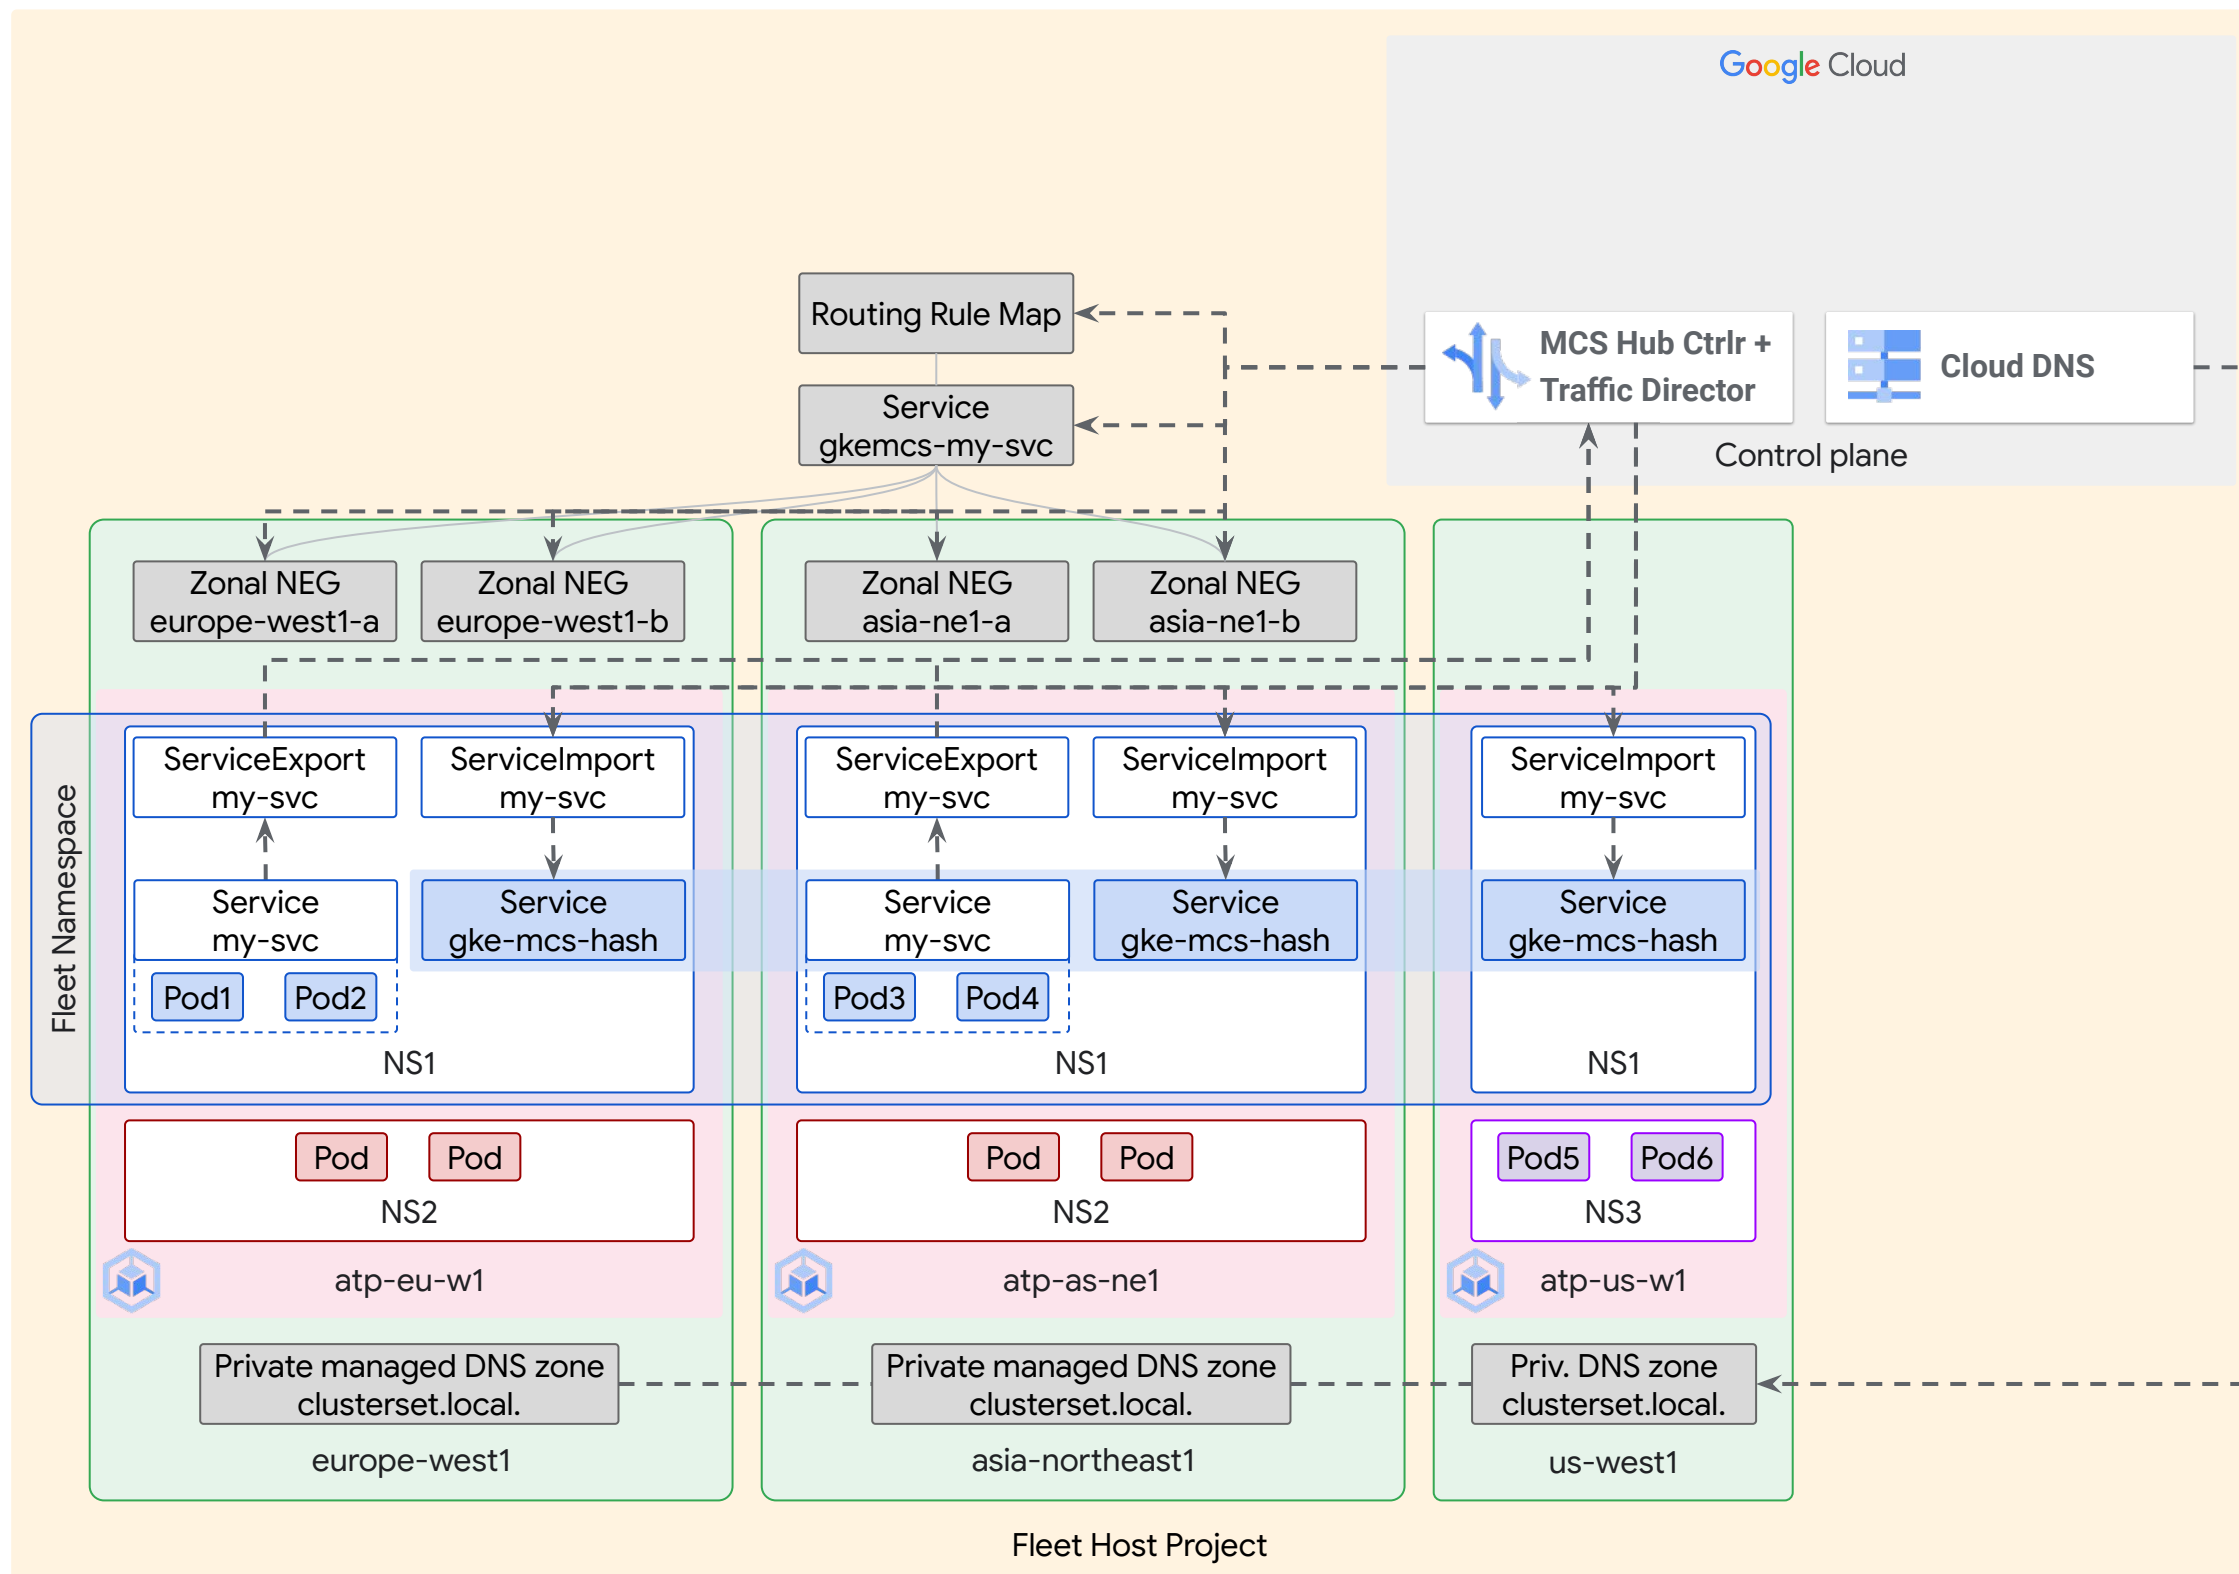 Google Cloud
Routing Rule Map
MCS Hub Ctrlr +
Traffic Director
Cloud DNS
Control plane
Service
gkemcs-my-svc
Zonal NEG
europe-west1-a
Zonal NEG
europe-west1-b
Zonal NEG
asia-ne1-a
Zonal NEG
asia-ne1-b
Fleet Namespace
ServiceExport
my-svc
ServiceImport
my-svc
ServiceExport
my-svc
ServiceImport
my-svc
ServiceImport
my-svc
Service
my-svc
Service
gke-mcs-hash
Service
my-svc
Service
gke-mcs-hash
Service
gke-mcs-hash
Pod1
Pod2
Pod3
Pod4
NS1
NS1
NS1
Pod
Pod
NS2
Pod
Pod
NS2
Pod5
Pod6
NS3
atp-eu-w1
atp-as-ne1
atp-us-w1
Private managed DNS zone
clusterset.local.
Private managed DNS zone
clusterset.local.
Priv. DNS zone
clusterset.local.
europe-west1
asia-northeast1
us-west1
Fleet Host Project